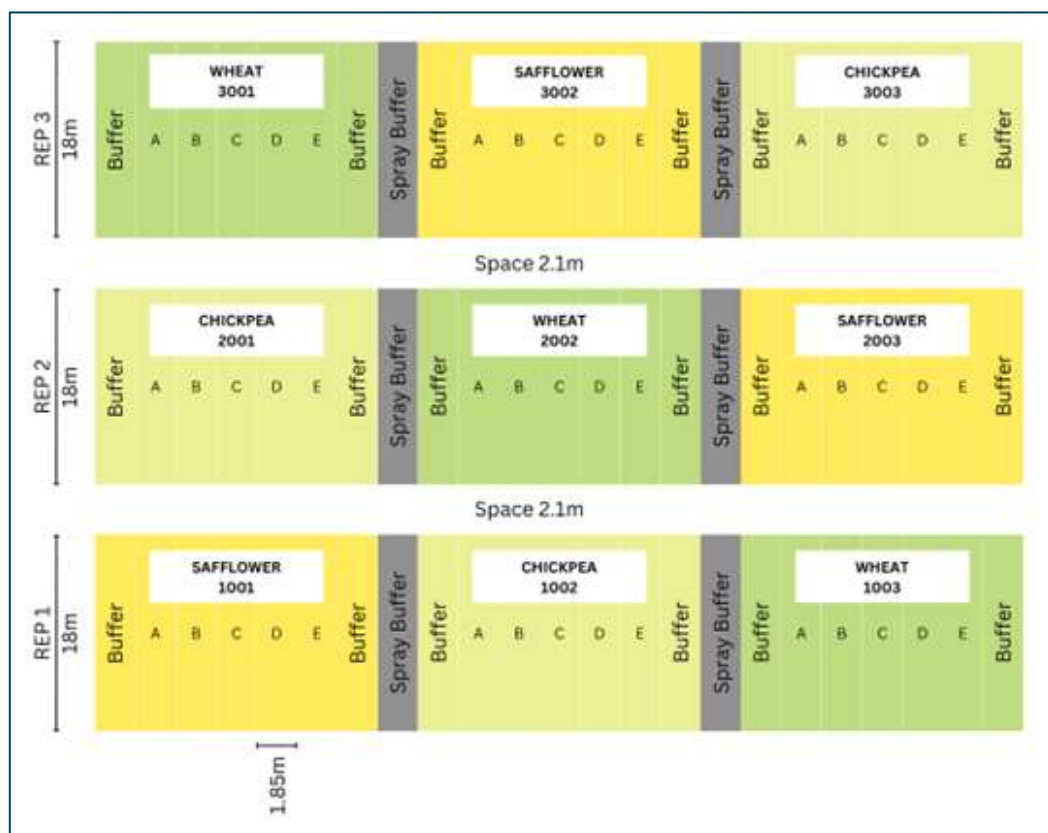 REP 3
18m
Buffer
WHEAT
3001
A B C D E
Buffer
Spray Buffer
Buffer
SAFFLOWER
3002
A B C D E
Buffer
Spray Buffer
Buffer
CHICKPEA
3003
A B C D E
Buffer
Space 2.1m
REP 2
18m
Buffer
CHICKPEA
2001
A B C D E
Buffer
Spray Buffer
Buffer
WHEAT
2002
A B C D E
Buffer
Spray Buffer
Buffer
SAFFLOWER
2003
A B C D E
Buffer
Space 2.1m
REP 1
18m
Buffer
SAFFLOWER
1001
A B C D E
Buffer
Spray Buffer
Buffer
CHICKPEA
1002
A B C D E
Buffer
Spray Buffer
Buffer
WHEAT
1003
A B C D E
Buffer
1.85m